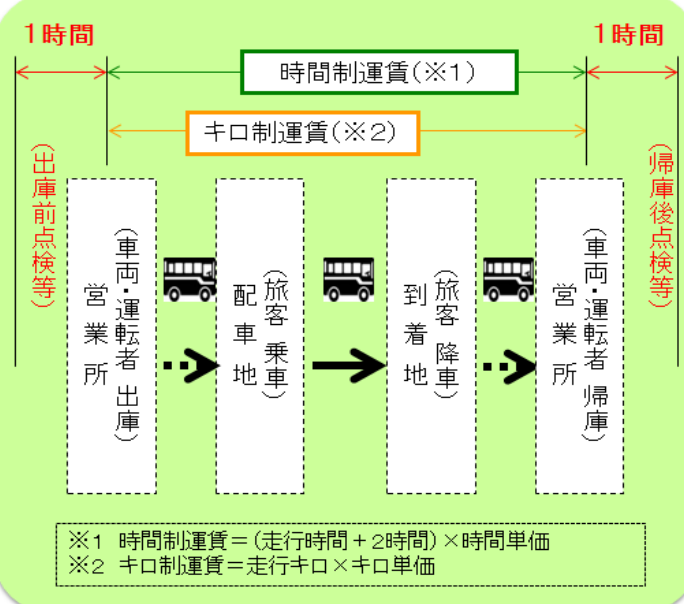 1時間
1時間
時間制運賃(※1)
キロ制運賃(※2)
(出庫前点検等)
営業所
(車両・運転者 出庫)
配車地
(旅客 乗車)
到着地
(旅客 降車)
営業所
(車両・運転者 帰庫)
(帰庫後点検等)
※1 時間制運賃=(走行時間+2時間)×時間単価
※2 キロ制運賃=走行キロ×キロ単価